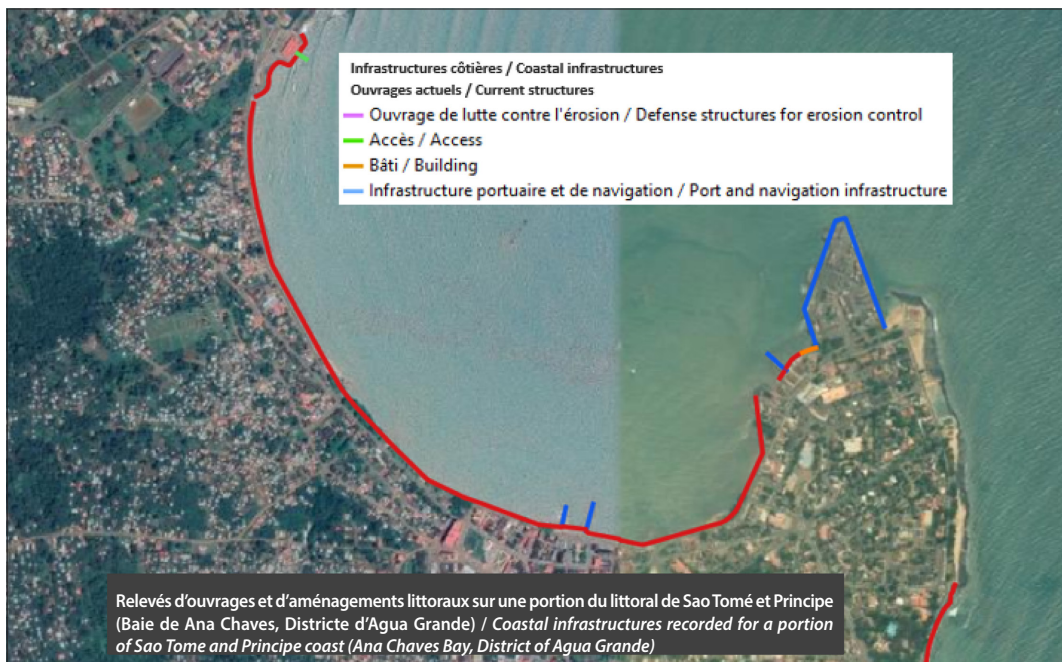 Infrastructures côtières / Coastal infrastructures
Ouvrages actuels / Current structures
Ouvrage de lutte contre l'érosion / Defense structures for erosion control
Accès / Access
Bâti / Building
Infrastructure portuaire et de navigation / Port and navigation infrastructure
Relevés d'ouvrages et d'aménagements littoraux sur une portion du littoral de Sao Tomé et Principe
(Baie de Ana Chaves, Districte d'Agua Grande) / Coastal infrastructures recorded for a portion
of Sao Tome and Principe coast (Ana Chaves Bay, District of Agua Grande)